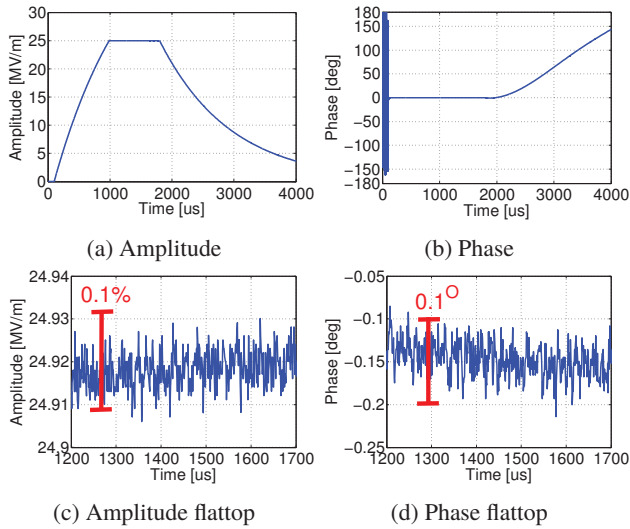 Amplitude [MV/m]
30
25
20
15
10
5
0
0 1000 2000 3000 4000
Time [us]
(a) Amplitude
Phase [deg]
180
150
100
50
0
−50
−100
−150
−180
0 1000 2000 3000 4000
Time [us]
(b) Phase
Amplitude [MV/m]
24.94
24.93
24.92
24.91
24.9
0.1%
1200 1300 1400 1500 1600 1700
Time [us]
(c) Amplitude flattop
Phase [deg]
−0.05
−0.1
−0.15
−0.2
−0.25
0.1°
1200 1300 1400 1500 1600 1700
Time [us]
(d) Phase flattop